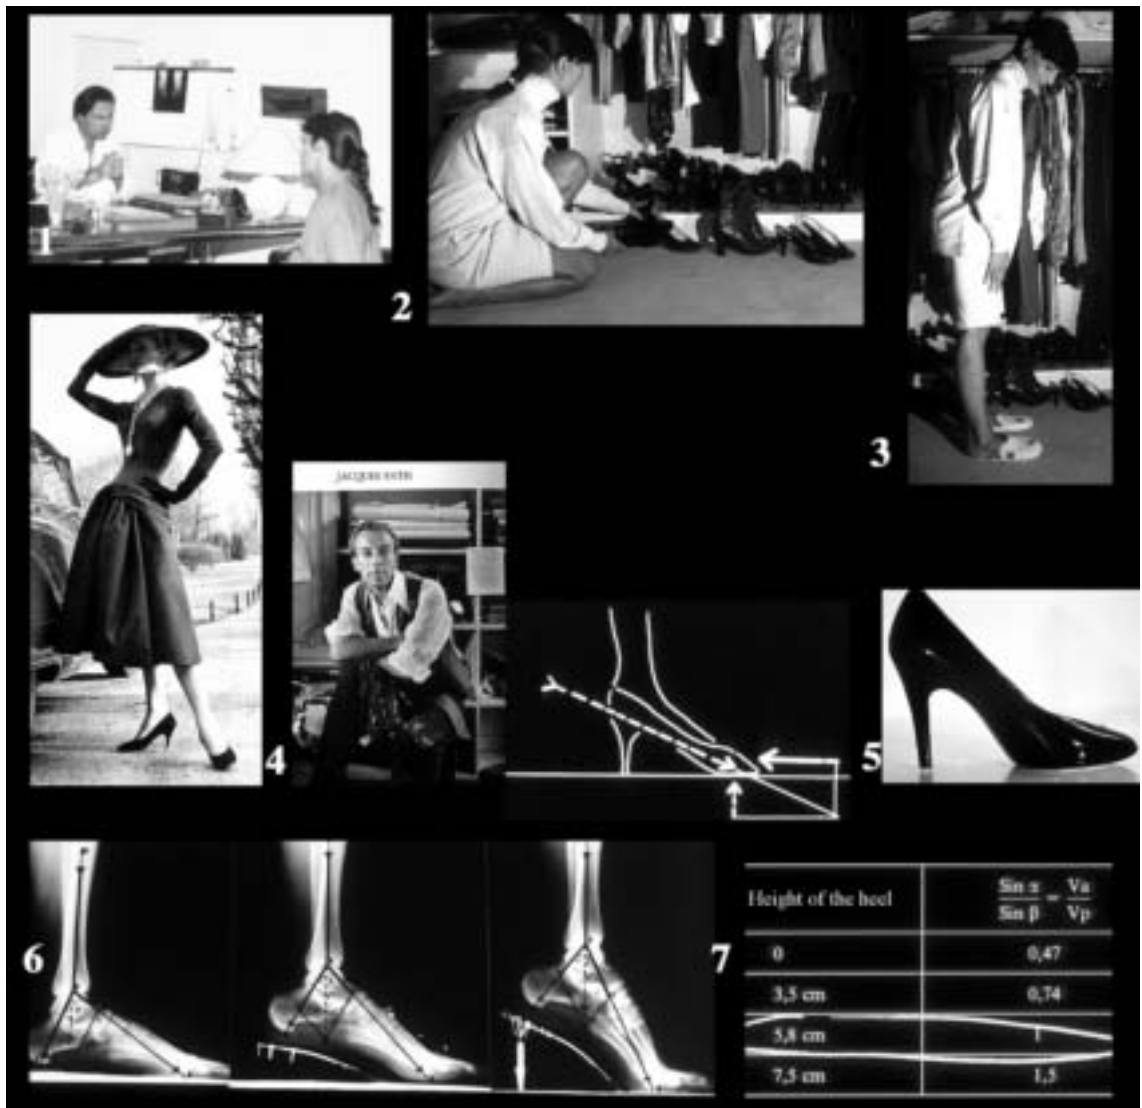 2
3
JACQUES FATH
4
5
6
7
Height of the heel Sin α / Sin β = Va / Vp
0 0,47
3,5 cm 0,74
5,8 cm 1
7,5 cm 1,5